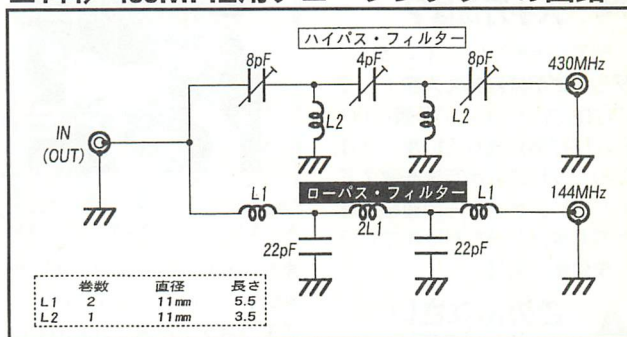 ハイパス・フィルター
8pF 4pF 8pF 430MHz
L2 L2
IN
(OUT)
ローパス・フィルター
L1 2L1 L1 144MHz
22pF 22pF
巻数 直径 長さ
L1 2 11mm 5.5
L2 1 11mm 3.5